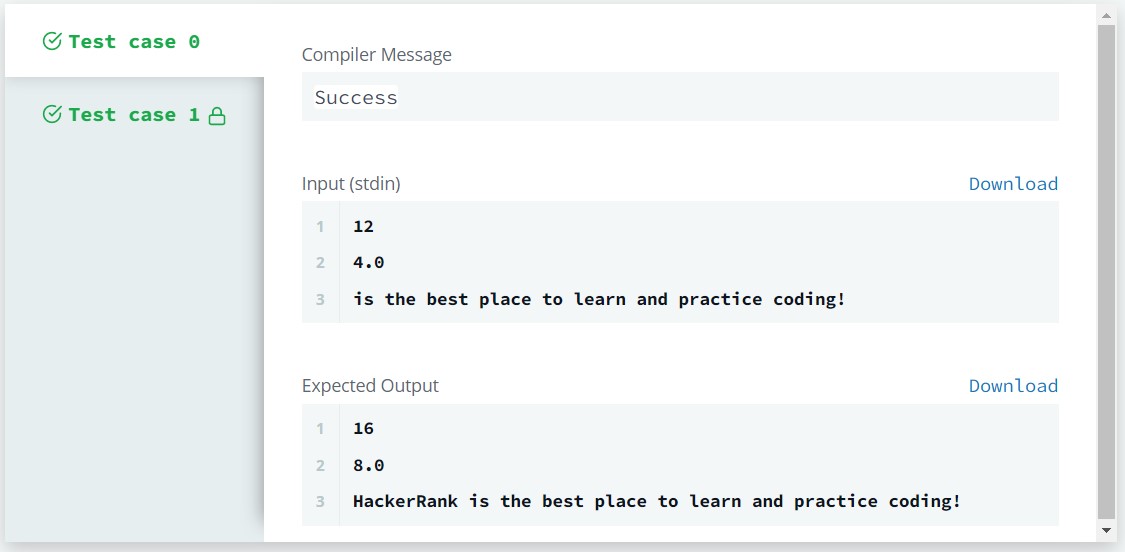 Test case 0
Test case 1
Compiler Message
Success
Input (stdin)
Download
1 12
2 4.0
3 is the best place to learn and practice coding!
Expected Output
Download
1 16
2 8.0
3 HackerRank is the best place to learn and practice coding!